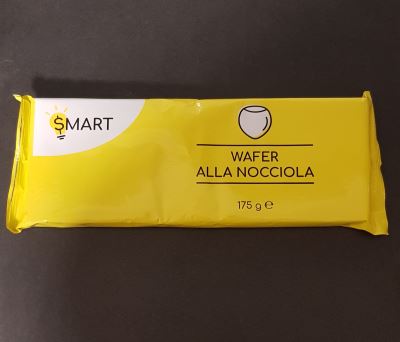 SMART
WAFER
ALLA NOCCIOLA
175 g ℮